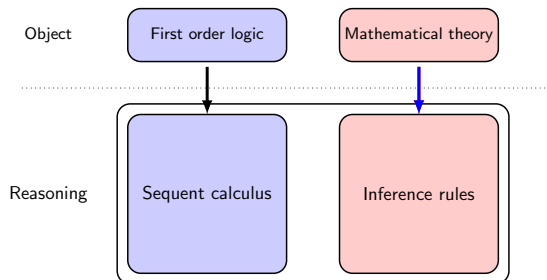 Object
First order logic
Mathematical theory
Reasoning
Sequent calculus
Inference rules